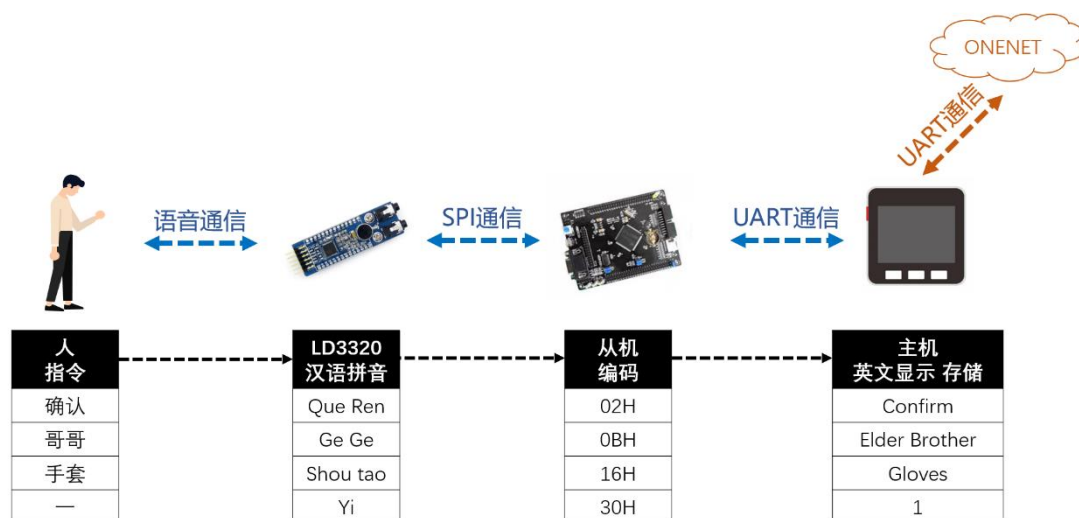 ONENET
UART通信
语音通信
SPI通信
UART通信
人
指令
LD3320
汉语拼音
从机
编码
主机
英文显示 存储
确认
Que Ren
02H
Confirm
哥哥
Ge Ge
0BH
Elder Brother
手套
Shou tao
16H
Gloves
一
Yi
30H
1